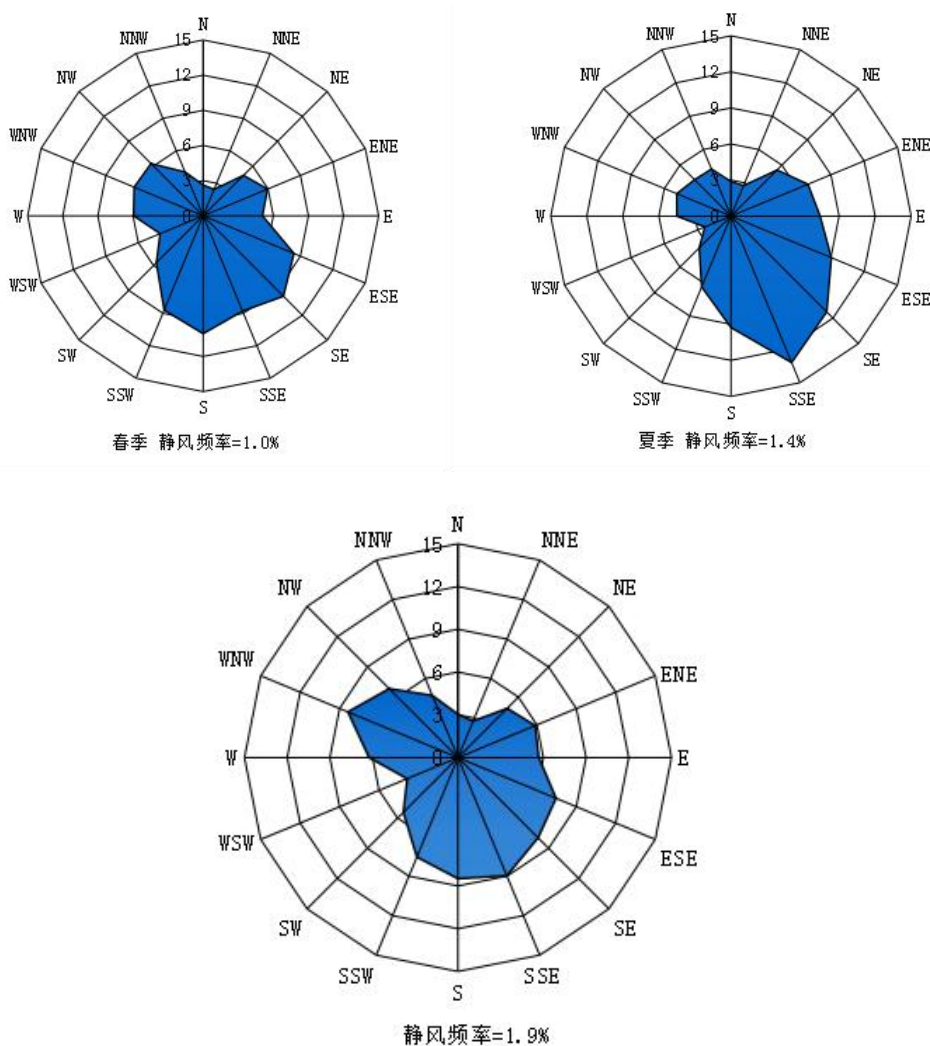 N
15
NNW
NNE
12
NW
NE
9
WNW
6
ENE
3
W
0
E
WSW
ESE
SW
SE
SSW
SSE
S
春季 静风频率=1.0%
N
15
NNW
NNE
12
NW
NE
9
WNW
6
ENE
3
W
0
E
WSW
ESE
SW
SE
SSW
SSE
S
夏季 静风频率=1.4%
N
15
NNW
NNE
12
NW
NE
9
WNW
6
ENE
3
W
0
E
WSW
ESE
SW
SE
SSW
SSE
S
静风频率=1.9%